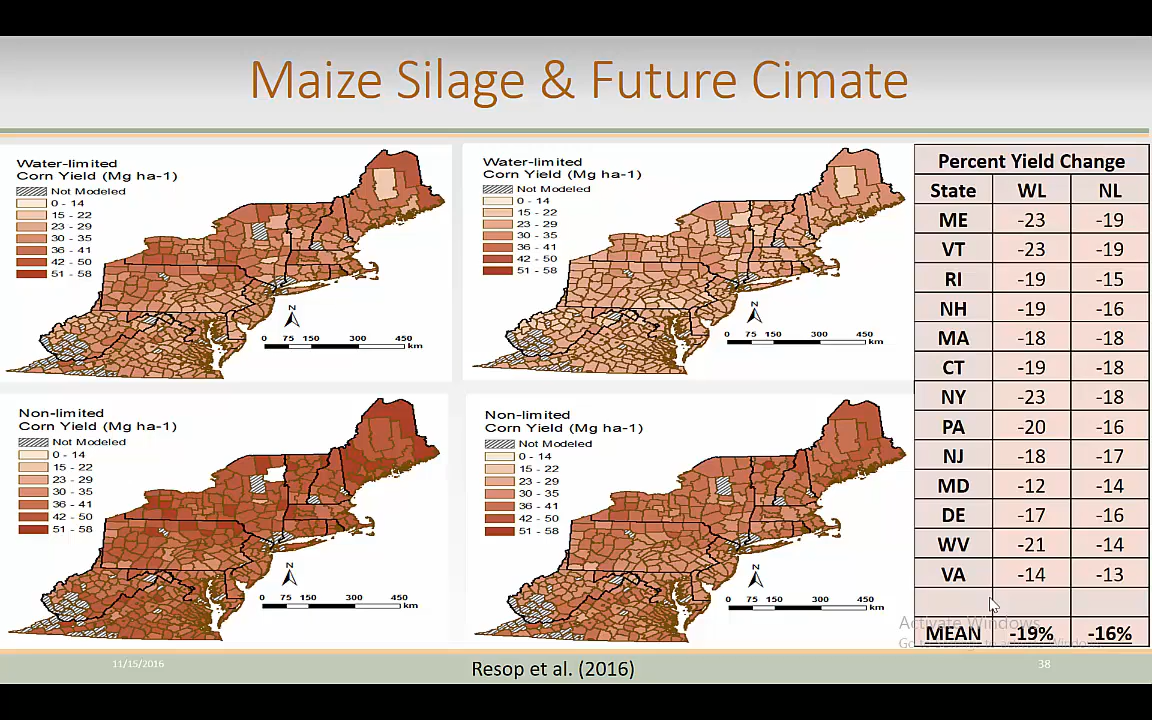 Maize Silage & Future Cimate
Water-limited
Corn Yield (Mg ha-1)
Not Modeled
0 - 14
15 - 22
23 - 29
30 - 35
36 - 41
42 - 50
51 - 58
N
0 75 150 300 450
km
Water-limited
Corn Yield (Mg ha-1)
Not Modeled
0 - 14
15 - 22
23 - 29
30 - 35
36 - 41
42 - 50
51 - 58
N
0 75 150 300 450
km
Non-limited
Corn Yield (Mg ha-1)
Not Modeled
0 - 14
15 - 22
23 - 29
30 - 35
36 - 41
42 - 50
51 - 58
N
0 75 150 300 450
km
Non-limited
Corn Yield (Mg ha-1)
Not Modeled
0 - 14
15 - 22
23 - 29
30 - 35
36 - 41
42 - 50
51 - 58
N
0 75 150 300 450
km
Percent Yield Change
State WL NL
ME -23 -19
VT -23 -19
RI -19 -15
NH -19 -16
MA -18 -18
CT -19 -18
NY -23 -18
PA -20 -16
NJ -18 -17
MD -12 -14
DE -17 -16
WV -21 -14
VA -14 -13
MEAN -19% -16%
Activate Windows
11/15/2016
Resop et al. (2016)
38